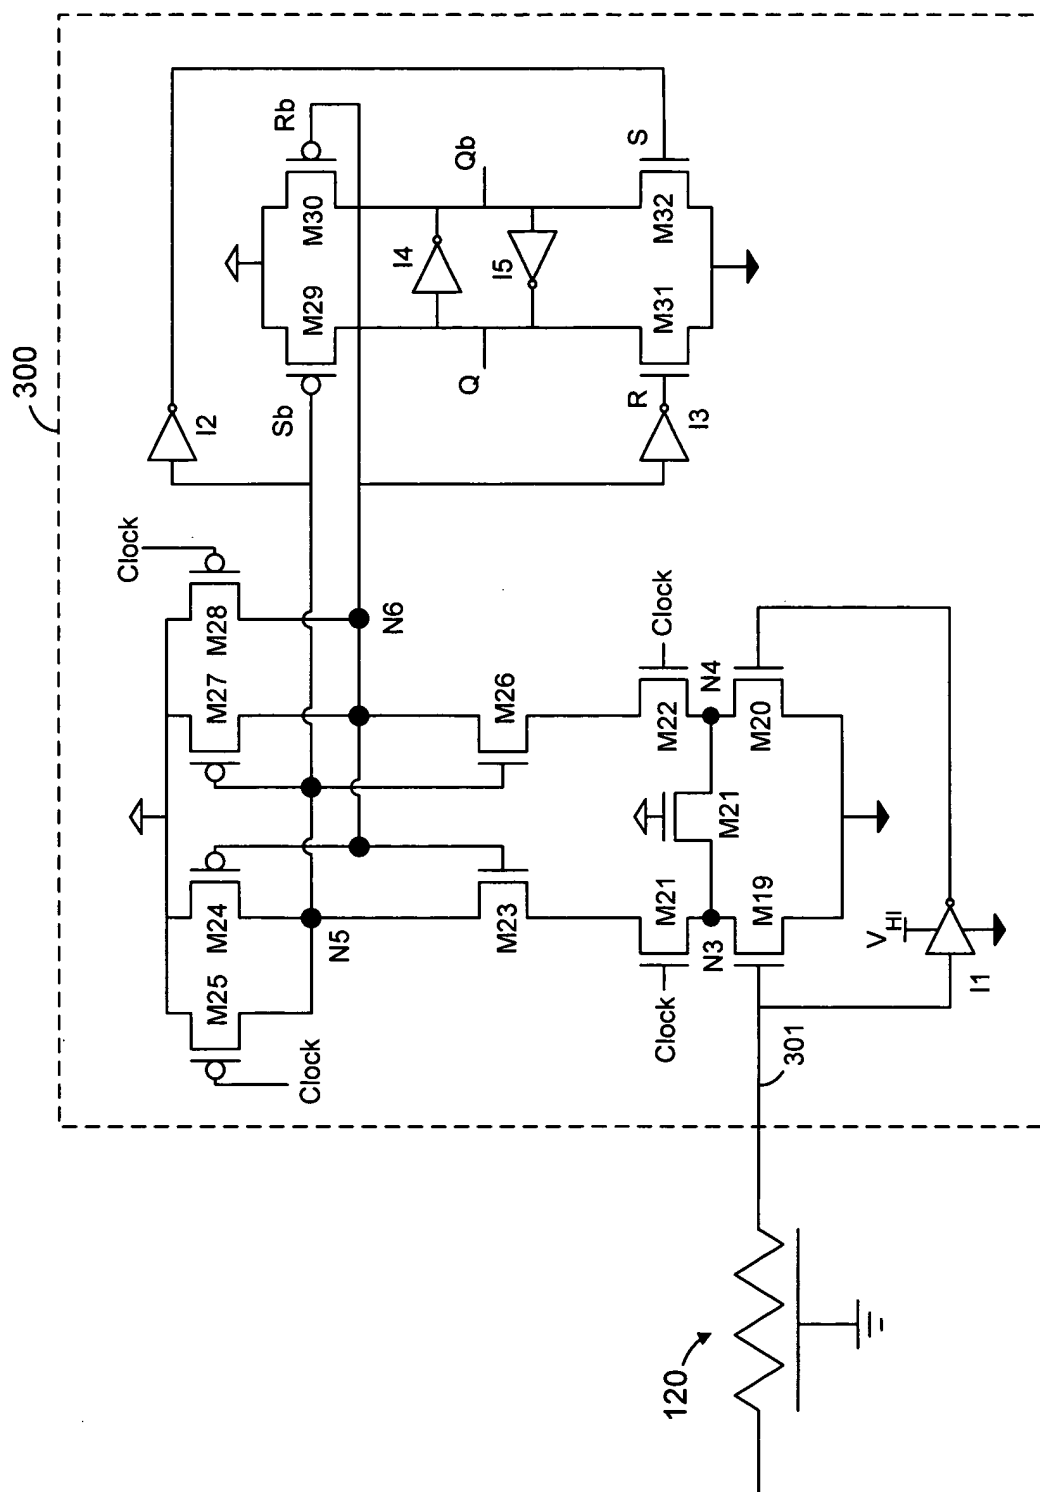 300
Clock
M25
M24
M27
M28
Clock
N5
N6
M23
M26
Clock
M21
M21
M22
Clock
N3
N4
M19
M20
301
I1
VHI
120
I2
Sb
Rb
M29
M30
I4
I5
Q
Qb
R
S
I3
M31
M32